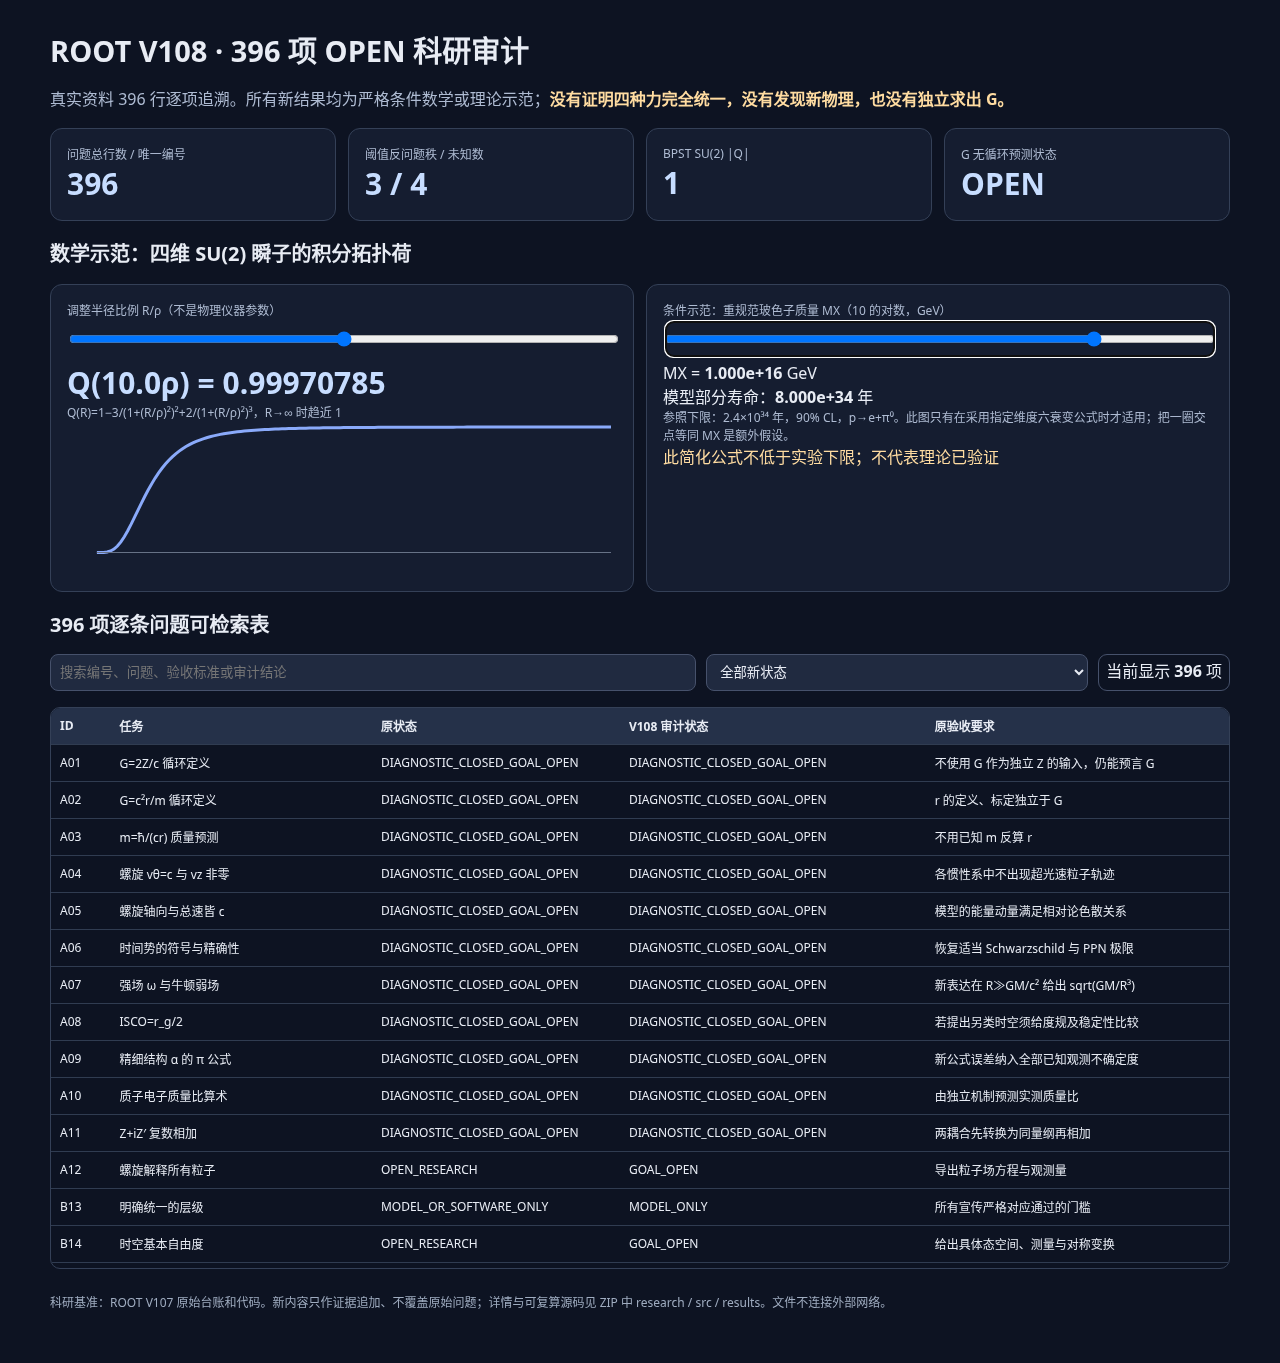 ROOT V108 · 396 项 OPEN 科研审计
真实资料 396 行逐项追溯。所有新结果均为严格条件数学或理论示范；没有证明四种力完全统一，没有发现新物理，也没有独立求出 G。
问题总行数 / 唯一编号
396
阈值反问题秩 / 未知数
3 / 4
BPST SU(2) |Q|
1
G 无循环预测状态
OPEN
数学示范：四维 SU(2) 瞬子的积分拓扑荷
调整半径比例 R/ρ（不是物理仪器参数）
Q(10.0ρ) = 0.99970785
Q(R)=1−3/(1+(R/ρ)²)²+2/(1+(R/ρ)²)³，R→∞ 时趋近 1
条件示范：重规范玻色子质量 MX（10 的对数，GeV）
MX = 1.000e+16 GeV
模型部分寿命：8.000e+34 年
参照下限：2.4×10³⁴ 年，90% CL，p→e+π⁰。此图只有在采用指定维度六衰变公式时才适用；把一圈交
点等同 MX 是额外假设。
此简化公式不低于实验下限；不代表理论已验证
396 项逐条问题可检索表
搜索编号、问题、验收标准或审计结论
全部新状态
当前显示 396 项
ID 任务 原状态 V108 审计状态 原验收要求
A01 G=2Z/c 循环定义 DIAGNOSTIC_CLOSED_GOAL_OPEN DIAGNOSTIC_CLOSED_GOAL_OPEN 不使用 G 作为独立 Z 的输入，仍能预言 G
A02 G=c²r/m 循环定义 DIAGNOSTIC_CLOSED_GOAL_OPEN DIAGNOSTIC_CLOSED_GOAL_OPEN r 的定义、标定独立于 G
A03 m=ħ/(cr) 质量预测 DIAGNOSTIC_CLOSED_GOAL_OPEN DIAGNOSTIC_CLOSED_GOAL_OPEN 不用已知 m 反算 r
A04 螺旋 vθ=c 与 vz 非零 DIAGNOSTIC_CLOSED_GOAL_OPEN DIAGNOSTIC_CLOSED_GOAL_OPEN 各惯性系中不出现超光速粒子轨迹
A05 螺旋轴向与总速皆 c DIAGNOSTIC_CLOSED_GOAL_OPEN DIAGNOSTIC_CLOSED_GOAL_OPEN 模型的能量动量满足相对论色散关系
A06 时间势的符号与精确性 DIAGNOSTIC_CLOSED_GOAL_OPEN DIAGNOSTIC_CLOSED_GOAL_OPEN 恢复适当 Schwarzschild 与 PPN 极限
A07 强场 ω 与牛顿弱场 DIAGNOSTIC_CLOSED_GOAL_OPEN DIAGNOSTIC_CLOSED_GOAL_OPEN 新表达在 R≫GM/c² 给出 sqrt(GM/R³)
A08 ISCO=r_g/2 DIAGNOSTIC_CLOSED_GOAL_OPEN DIAGNOSTIC_CLOSED_GOAL_OPEN 若提出另类时空须给度规及稳定性比较
A09 精细结构 α 的 π 公式 DIAGNOSTIC_CLOSED_GOAL_OPEN DIAGNOSTIC_CLOSED_GOAL_OPEN 新公式误差纳入全部已知观测不确定度
A10 质子电子质量比算术 DIAGNOSTIC_CLOSED_GOAL_OPEN DIAGNOSTIC_CLOSED_GOAL_OPEN 由独立机制预测实测质量比
A11 Z+iZ′ 复数相加 DIAGNOSTIC_CLOSED_GOAL_OPEN DIAGNOSTIC_CLOSED_GOAL_OPEN 两耦合先转换为同量纲再相加
A12 螺旋解释所有粒子 OPEN_RESEARCH GOAL_OPEN 导出粒子场方程与观测量
B13 明确统一的层级 MODEL_OR_SOFTWARE_ONLY MODEL_ONLY 所有宣传严格对应通过的门槛
B14 时空基本自由度 OPEN_RESEARCH GOAL_OPEN 给出具体态空间、测量与对称变换
科研基准：ROOT V107 原始台账和代码。新内容只作证据追加、不覆盖原始问题；详情与可复算源码见 ZIP 中 research / src / results。文件不连接外部网络。